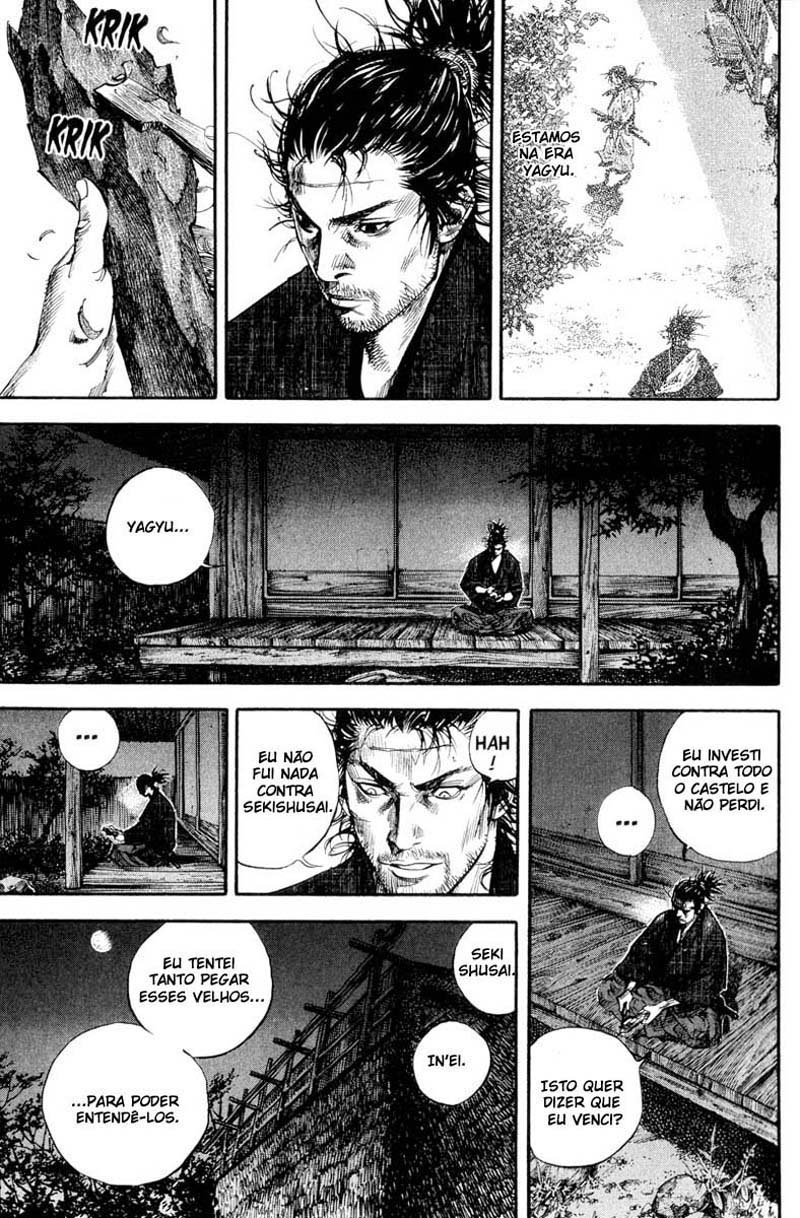 ESTAMOS
NA ERA
YAGYU.
KRIK
KRIK
YAGYU...
EU INVESTI
CONTRA TODO
O CASTELO E
NÃO PERDI.
...
ISTO QUER
DIZER QUE
EU VENCI?
HAH
!
EU NÃO
FUI NADA
CONTRA
SEKISHUSAI.
...
SEKI
SHUSAI.
IN'EI.
EU TENTEI
TANTO PEGAR
ESSES VELHOS...
...PARA PODER
ENTENDÊ-LOS.